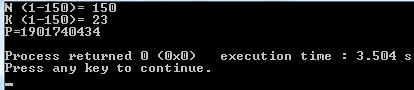 N (1-150)= 150
K (1-150)= 23
P=1901740434
Process returned 0 (0x0)   execution time : 3.504 s
Press any key to continue.